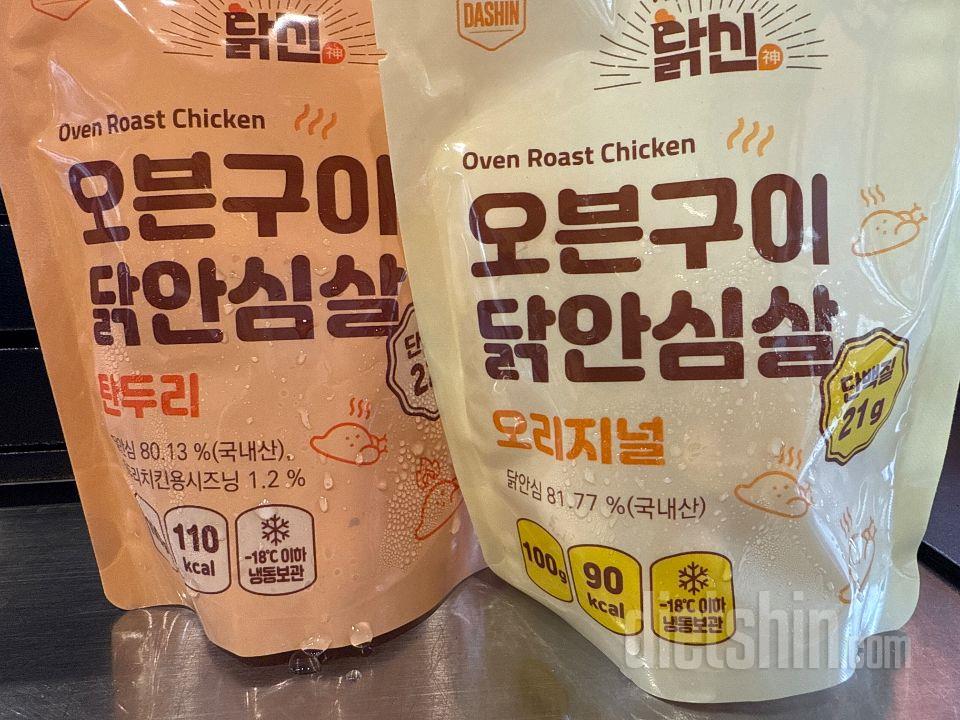 닭신
神
Oven Roast Chicken
오븐구이
닭안심살
탄두리
80.13 %(국내산),
치킨용시즈닝 1.2 %
110
kcal
-18℃ 이하
냉동보관
DASHIN
닭신
神
Oven Roast Chicken
오븐구이
닭안심살
단백질
21g
오리지널
닭안심 81.77 %(국내산)
100g
90
kcal
-18℃ 이하
냉동보관
dietshin.com